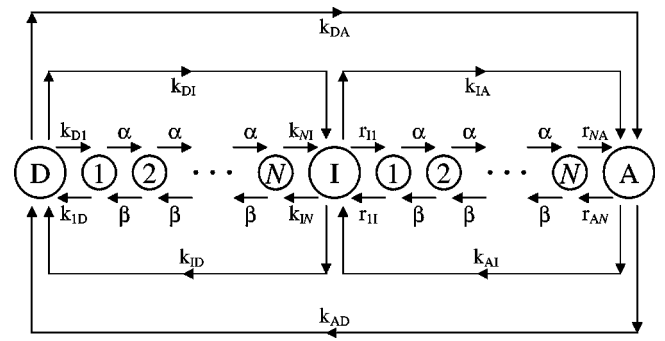 k_DA
k_DI k_IA
k_D1 α α α k_NI r_I1 α α α r_NA
D 1 2 · · · N I 1 2 · · · N A
k_1D β β β k_IN r_1I β β β r_AN
k_ID k_AI
k_AD